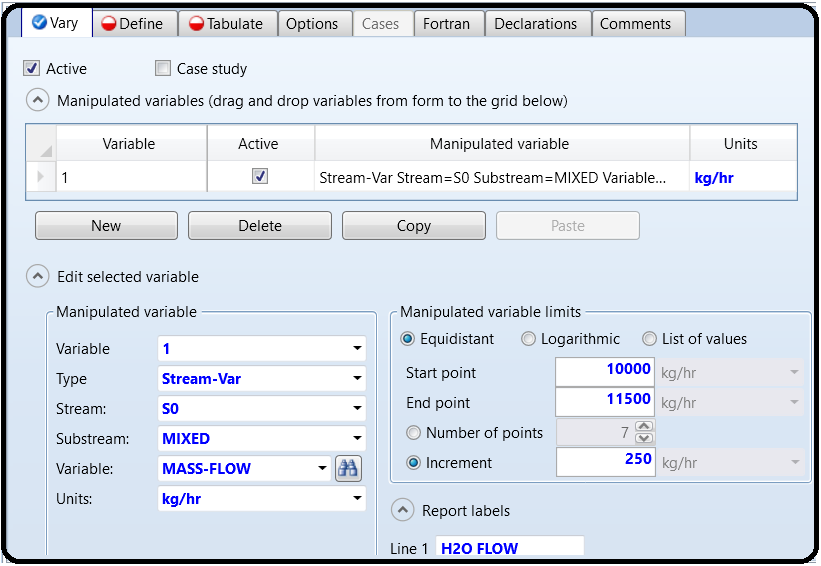 Vary Define Tabulate Options Cases Fortran Declarations Comments
Active Case study
Manipulated variables (drag and drop variables from form to the grid below)
Variable Active Manipulated variable Units
1 Stream-Var Stream=S0 Substream=MIXED Variable... kg/hr
New Delete Copy Paste
Edit selected variable
Manipulated variable
Variable 1
Type Stream-Var
Stream: S0
Substream: MIXED
Variable: MASS-FLOW
Units: kg/hr
Manipulated variable limits
Equidistant Logarithmic List of values
Start point 10000 kg/hr
End point 11500 kg/hr
Number of points 7
Increment 250 kg/hr
Report labels
Line 1 H2O FLOW